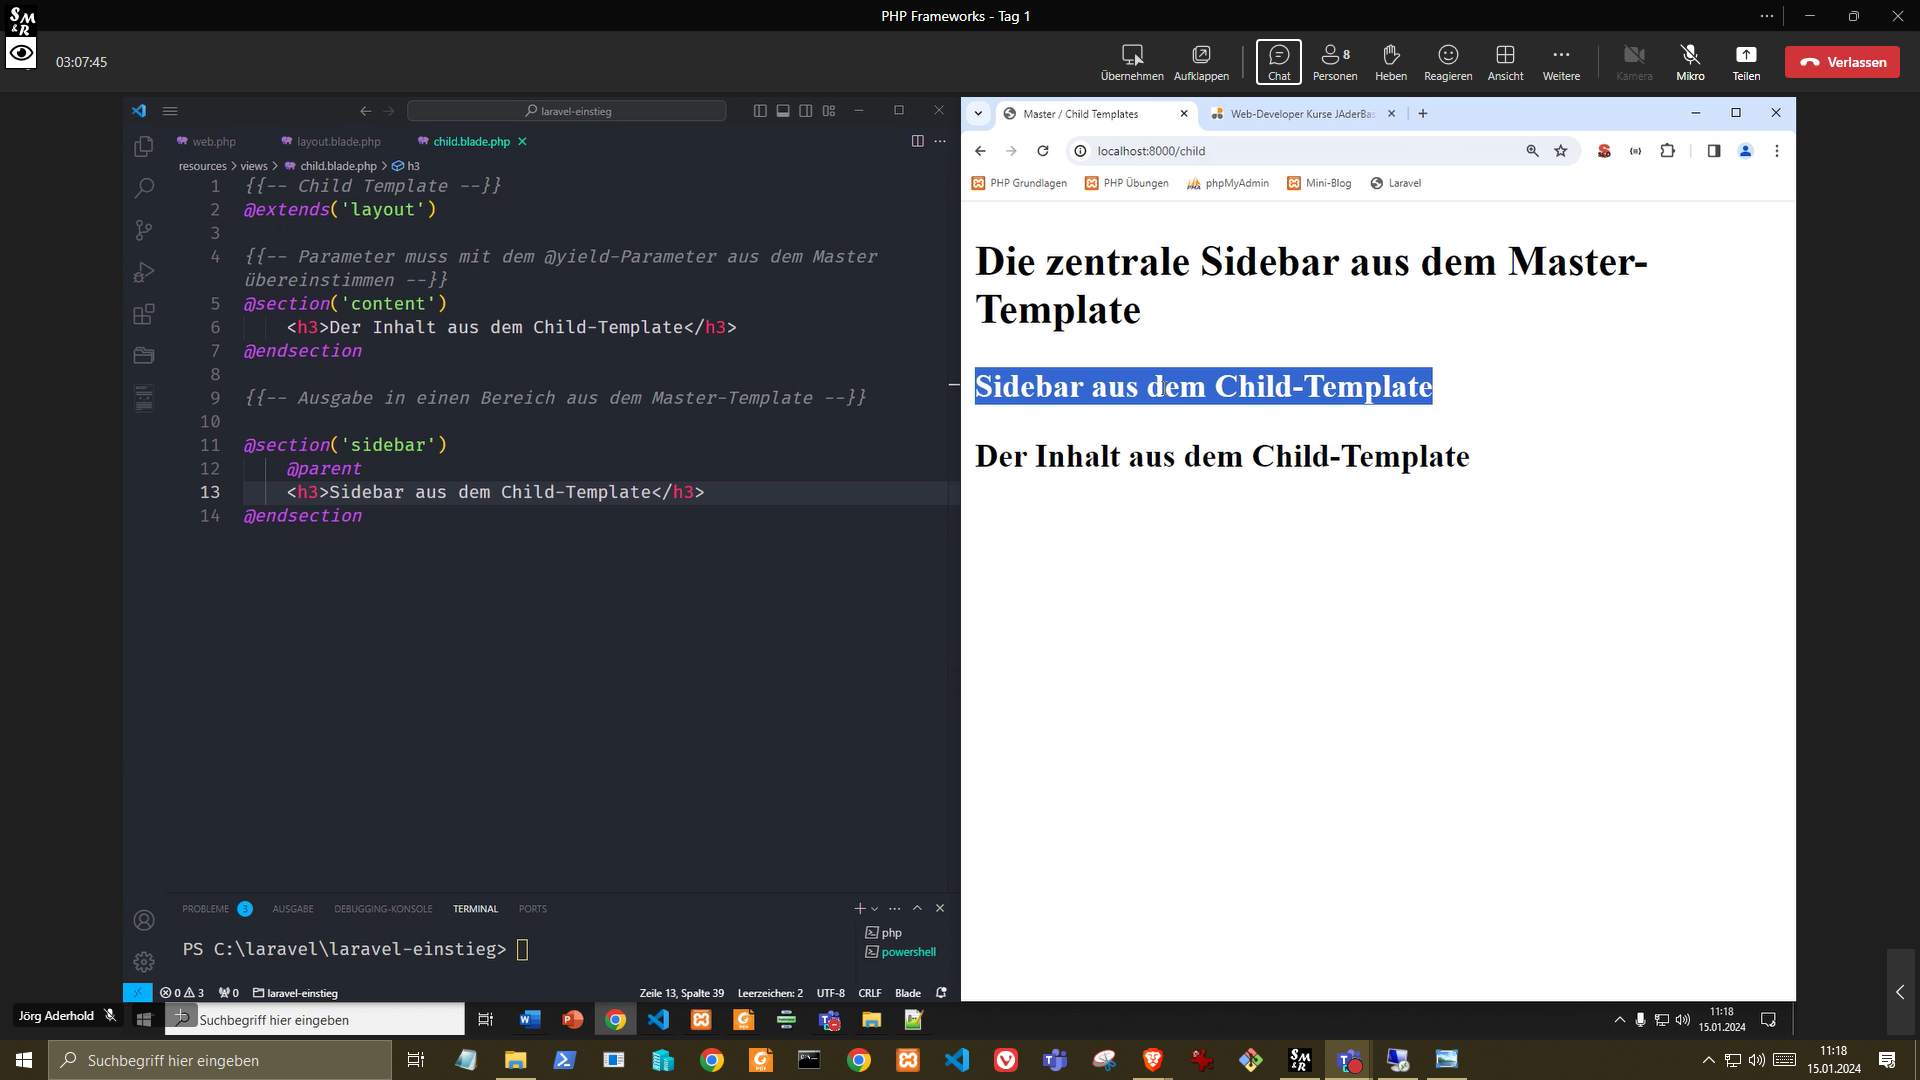 SM&R
PHP Frameworks - Tag 1
03:07:45
Übernehmen
Aufklappen
Chat
8
Personen
Heben
Reagieren
Ansicht
Weitere
Kamera
Mikro
Teilen
Verlassen
laravel-einstieg
web.php
layout.blade.php
child.blade.php
resources > views > child.blade.php > h3
1 {{-- Child Template --}}
2 @extends('layout')
3
4 {{-- Parameter muss mit dem @yield-Parameter aus dem Master
übereinstimmen --}}
5 @section('content')
6 <h3>Der Inhalt aus dem Child-Template</h3>
7 @endsection
8
9 {{-- Ausgabe in einen Bereich aus dem Master-Template --}}
10
11 @section('sidebar')
12 @parent
13 <h3>Sidebar aus dem Child-Template</h3>
14 @endsection
PROBLEME 3
AUSGABE
DEBUGGING-KONSOLE
TERMINAL
PORTS
PS C:\laravel\laravel-einstieg>
php
powershell
0 3
0
laravel-einstieg
Zeile 13, Spalte 39
Leerzeichen: 2
UTF-8
CRLF
Blade
Master / Child Templates
Web-Developer Kurse JAderBas
localhost:8000/child
PHP Grundlagen
PHP Übungen
phpMyAdmin
Mini-Blog
Laravel
Die zentrale Sidebar aus dem Master-
Template
Sidebar aus dem Child-Template
Der Inhalt aus dem Child-Template
Jörg Aderhold
Suchbegriff hier eingeben
11:18
15.01.2024
Suchbegriff hier eingeben
11:18
15.01.2024